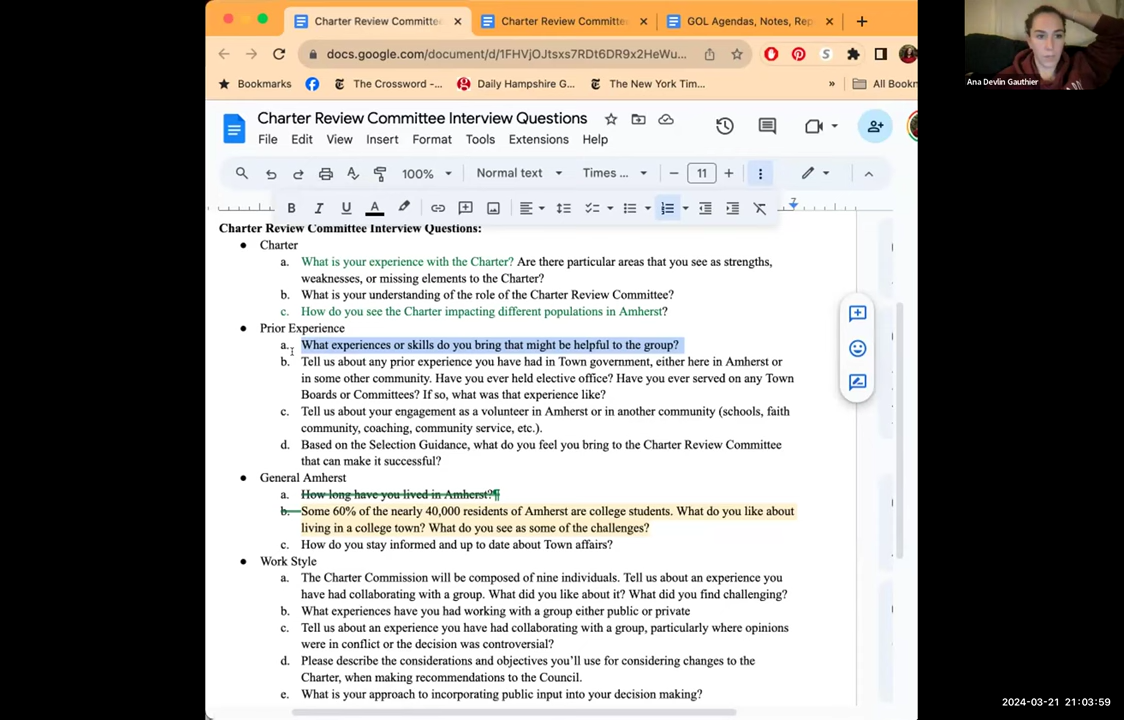 Charter Review Committee
Charter Review Committee
GOL Agendas, Notes, Rep
docs.google.com/document/d/1FHVjOJtsxs7RDt6DR9x2HeWu...
Bookmarks
The Crossword -...
Daily Hampshire G...
The New York Tim...
»
All Bookn
Charter Review Committee Interview Questions
File Edit View Insert Format Tools Extensions Help
100% Normal text Times ... 11
B I U A
7
Charter Review Committee Interview Questions:
● Charter
a. What is your experience with the Charter? Are there particular areas that you see as strengths,
weaknesses, or missing elements to the Charter?
b. What is your understanding of the role of the Charter Review Committee?
c. How do you see the Charter impacting different populations in Amherst?
● Prior Experience
a. What experiences or skills do you bring that might be helpful to the group?
b. Tell us about any prior experience you have had in Town government, either here in Amherst or
in some other community. Have you ever held elective office? Have you ever served on any Town
Boards or Committees? If so, what was that experience like?
c. Tell us about your engagement as a volunteer in Amherst or in another community (schools, faith
community, coaching, community service, etc.).
d. Based on the Selection Guidance, what do you feel you bring to the Charter Review Committee
that can make it successful?
● General Amherst
a. How long have you lived in Amherst?¶
b. Some 60% of the nearly 40,000 residents of Amherst are college students. What do you like about
living in a college town? What do you see as some of the challenges?
c. How do you stay informed and up to date about Town affairs?
● Work Style
a. The Charter Commission will be composed of nine individuals. Tell us about an experience you
have had collaborating with a group. What did you like about it? What did you find challenging?
b. What experiences have you had working with a group either public or private
c. Tell us about an experience you have had collaborating with a group, particularly where opinions
were in conflict or the decision was controversial?
d. Please describe the considerations and objectives you'll use for considering changes to the
Charter, when making recommendations to the Council.
e. What is your approach to incorporating public input into your decision making?
Ana Devlin Gauthier
2024-03-21 21:03:59